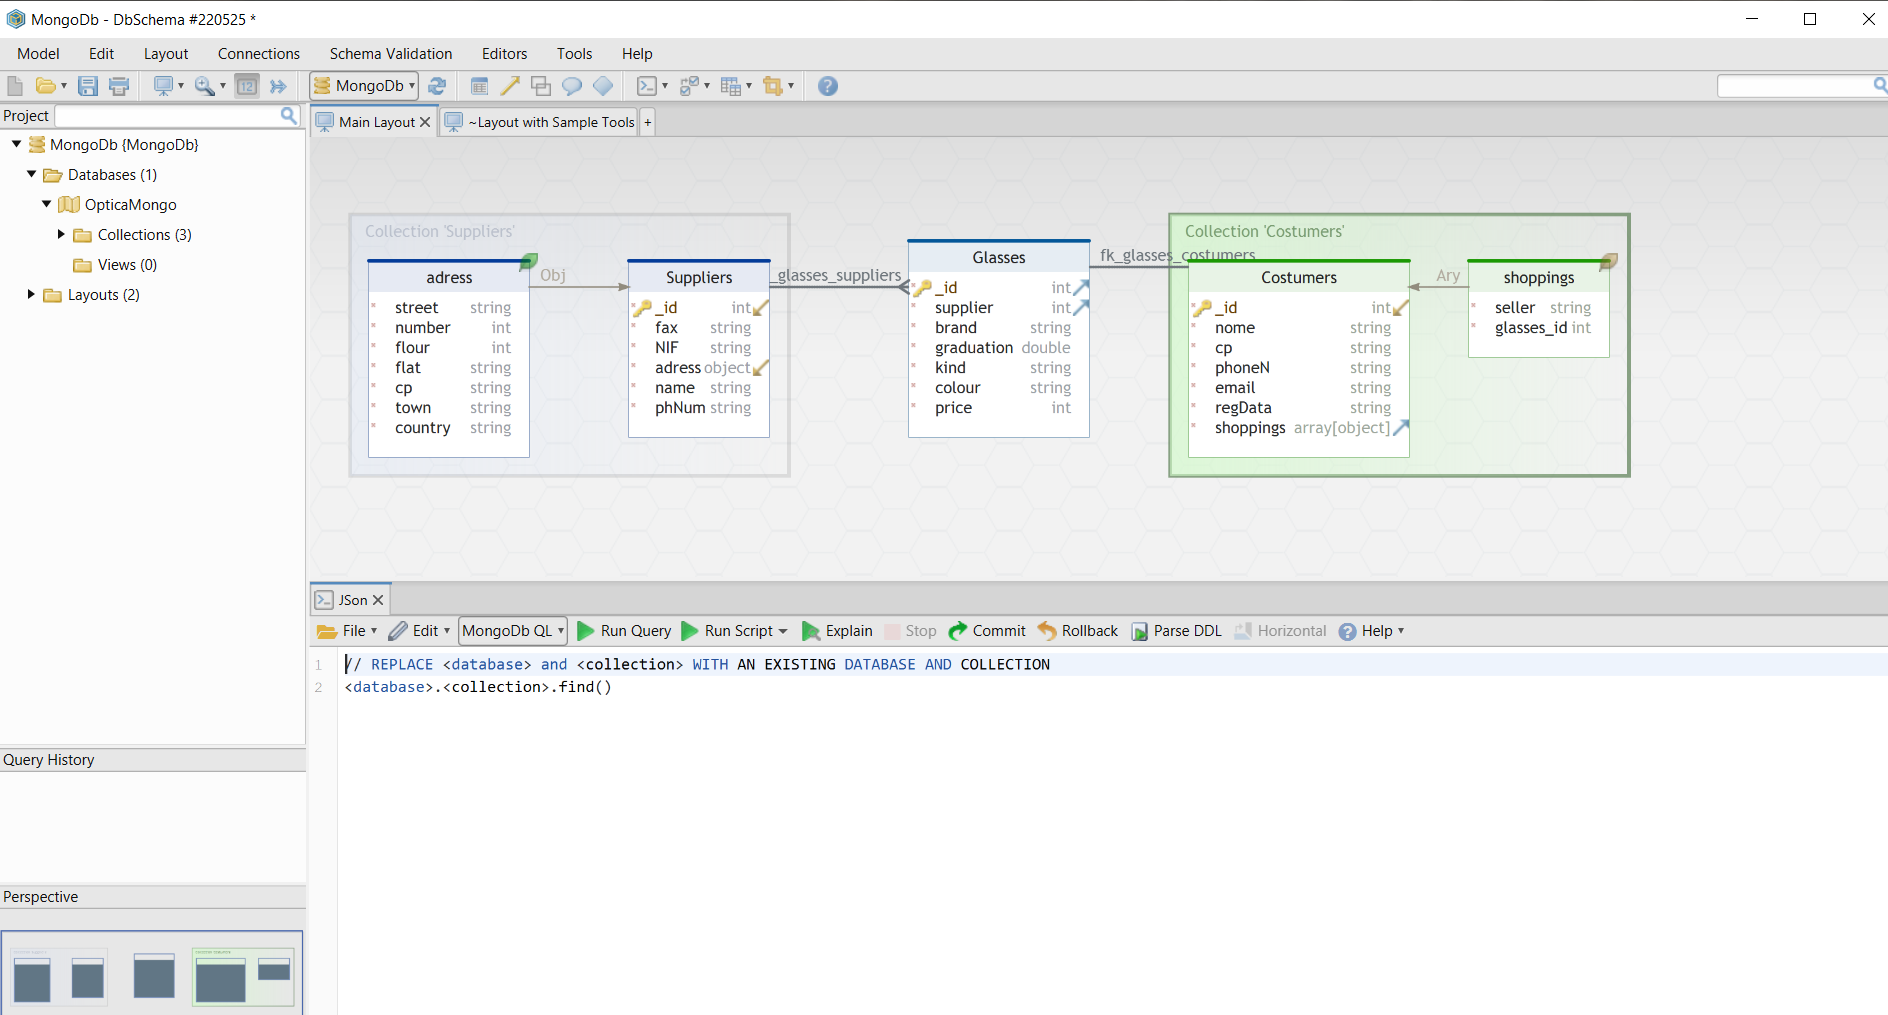 MongoDb - DbSchema #220525 *
Model Edit Layout Connections Schema Validation Editors Tools Help
12 MongoDb
Project
Main Layout ~Layout with Sample Tools +
MongoDb {MongoDb}
Databases (1)
OpticaMongo
Collections (3)
Views (0)
Layouts (2)
Query History
Perspective
Collection 'Suppliers'
adress
street string
number int
flour int
flat string
cp string
town string
country string
Obj
Suppliers
_id int
fax string
NIF string
adress object
name string
phNum string
_glasses_suppliers
Glasses
_id int
supplier int
brand string
graduation double
kind string
colour string
price int
fk_glasses_costumers
Collection 'Costumers'
Costumers
_id int
nome string
cp string
phoneN string
email string
regData string
shoppings array[object]
Ary
shoppings
seller string
glasses_id int
JSon
File Edit MongoDb QL Run Query Run Script Explain Stop Commit Rollback Parse DDL Horizontal Help
1 // REPLACE <database> and <collection> WITH AN EXISTING DATABASE AND COLLECTION
2 <database>.<collection>.find()